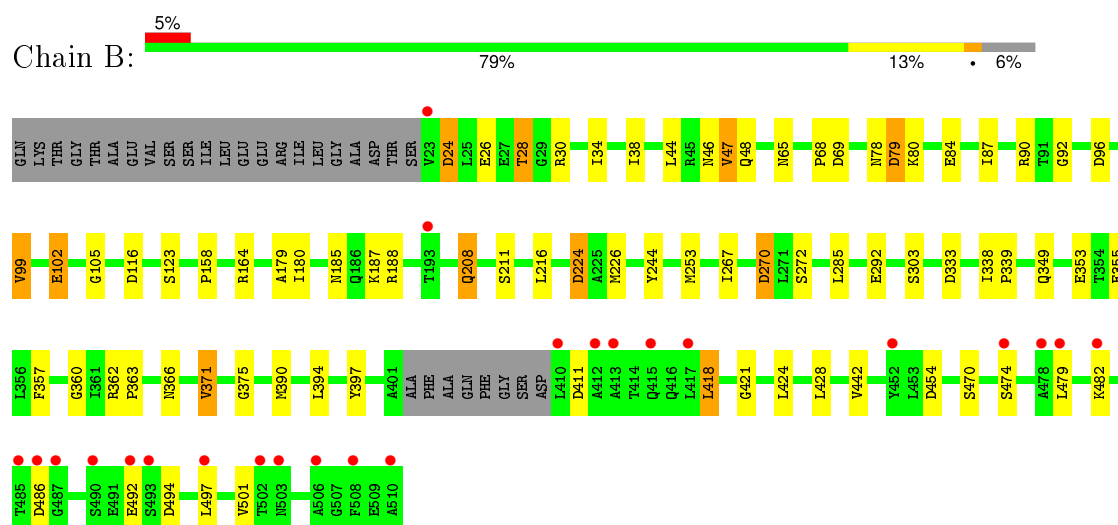 5%
Chain B:
79% 13% • 6%
GLN LYS THR GLY THR ALA GLU VAL SER SER ILE LEU GLU GLU ARG ILE LEU GLY ALA ASP THR SER V23 D24 L25 E26 E27 T28 G29 R30 I34 I38 L44 R45 N46 V47 Q48 N65 P68 D69 N78 D79 K80 E84 I87 R90 T91 G92 D96
V99 E102 G105 D116 S123 P158 R164 A179 I180 N185 Q186 K187 R188 T193 Q208 S211 L216 D224 A225 M226 Y244 M253 I267 D270 L271 S272 L285 E292 S303 D333 I338 P339 Q349 E353 T354 E355
L356 F357 G360 I361 R362 P363 N366 V371 G375 M390 L394 Y397 A401 ALA PHE ALA GLN PHE GLY SER ASP L410 D411 A412 A413 T414 Q415 Q416 L417 L418 G421 L424 L428 V442 Y452 L453 D454 S470 S474 A478 L479 K482
T485 D486 G487 S490 E491 E492 S493 D494 L497 V501 T502 N503 A506 G507 F508 E509 A510